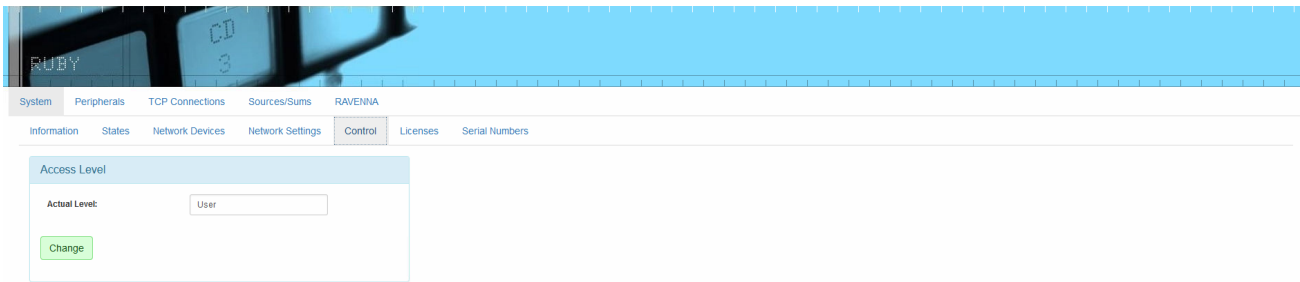 CD
3
RUBY
System Peripherals TCP Connections Sources/Sums RAVENNA
Information States Network Devices Network Settings Control Licenses Serial Numbers
Access Level
Actual Level: User
Change